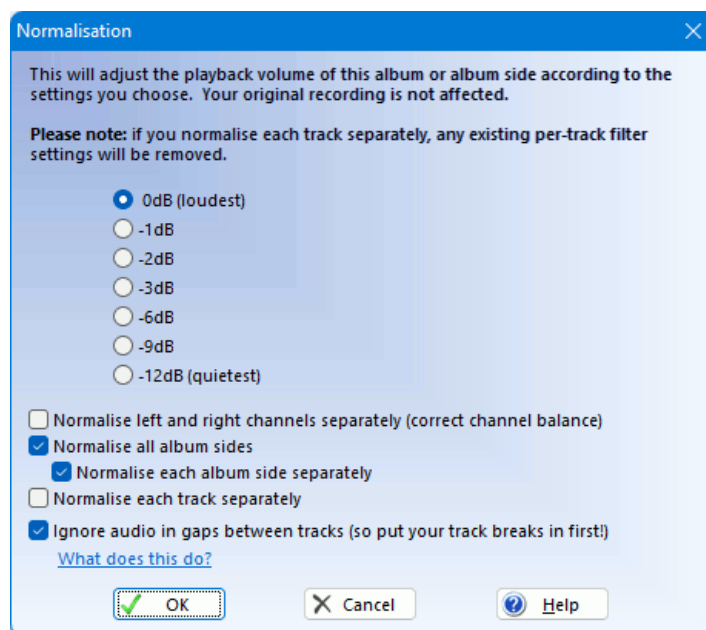 Normalisation
This will adjust the playback volume of this album or album side according to the
settings you choose.  Your original recording is not affected.
Please note: if you normalise each track separately, any existing per-track filter
settings will be removed.
0dB (loudest)
-1dB
-2dB
-3dB
-6dB
-9dB
-12dB (quietest)
Normalise left and right channels separately (correct channel balance)
Normalise all album sides
Normalise each album side separately
Normalise each track separately
Ignore audio in gaps between tracks (so put your track breaks in first!)
What does this do?
OK Cancel Help